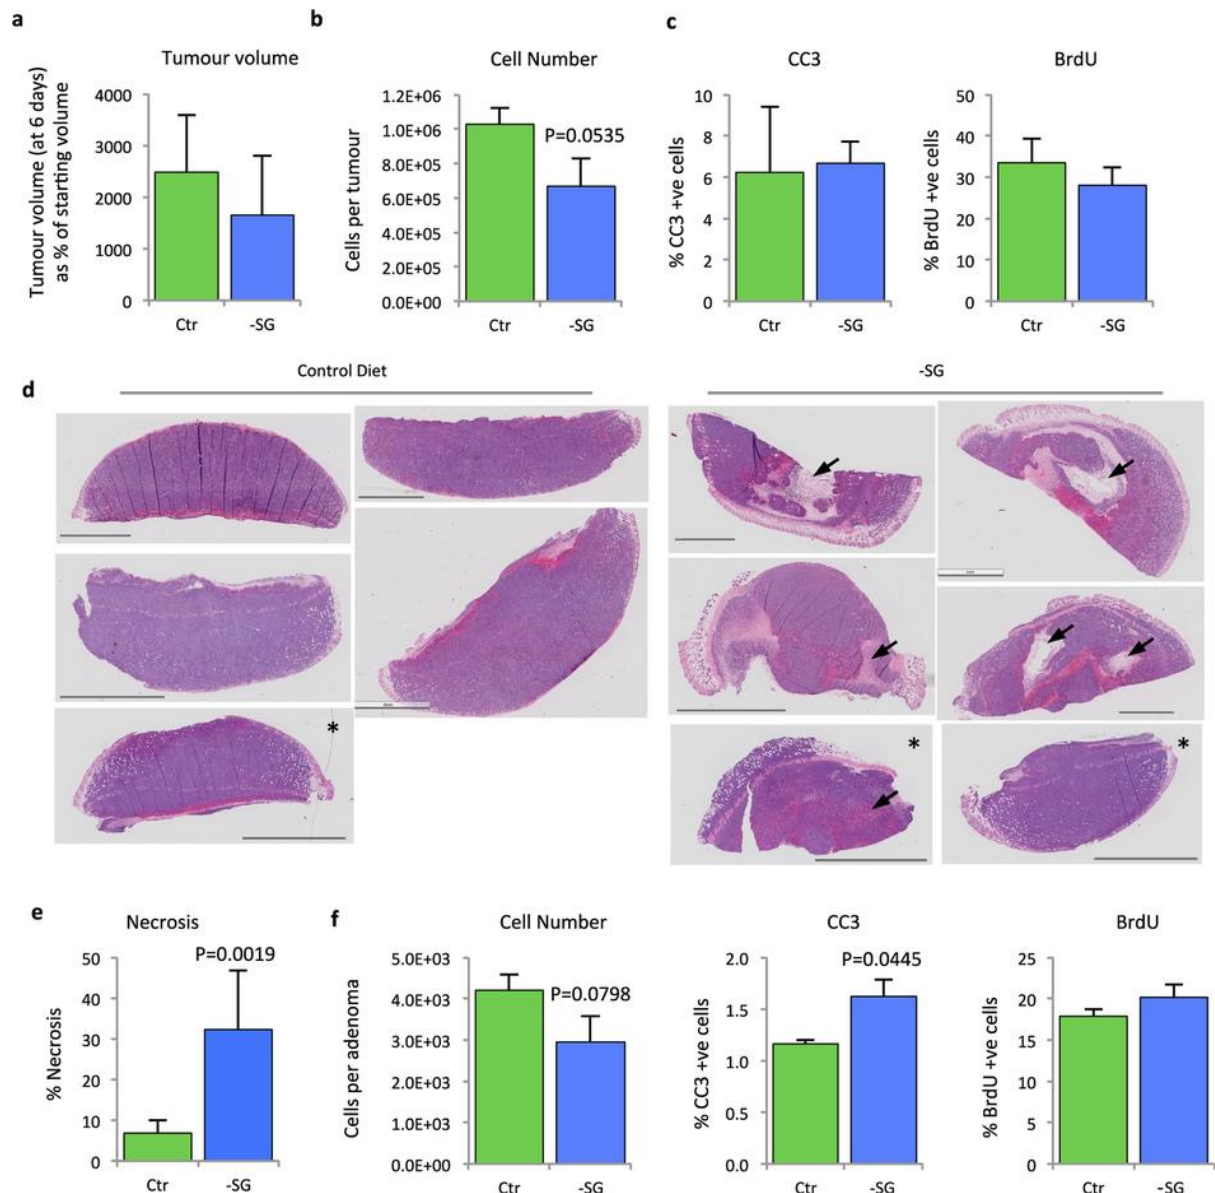 a
b
c
Tumour volume
Cell Number
CC3
BrdU
Tumour volume (at 6 days)
as % of starting volume
4000
3000
2000
1000
0
Ctr
-SG
Cells per tumour
1.2E+06
1.0E+06
8.0E+05
6.0E+05
4.0E+05
2.0E+05
0.0E+00
P=0.0535
Ctr
-SG
% CC3 +ve cells
10
8
6
4
2
0
Ctr
-SG
% BrdU +ve cells
50
40
30
20
10
0
Ctr
-SG
d
Control Diet
-SG
*
*
*
e
Necrosis
% Necrosis
50
40
30
20
10
0
P=0.0019
Ctr
-SG
f
Cell Number
Cells per adenoma
5.0E+03
4.0E+03
3.0E+03
2.0E+03
1.0E+03
0.0E+00
P=0.0798
Ctr
-SG
CC3
% CC3 +ve cells
2.0
1.5
1.0
0.5
0.0
P=0.0445
Ctr
-SG
BrdU
% BrdU +ve cells
25
20
15
10
5
0
Ctr
-SG